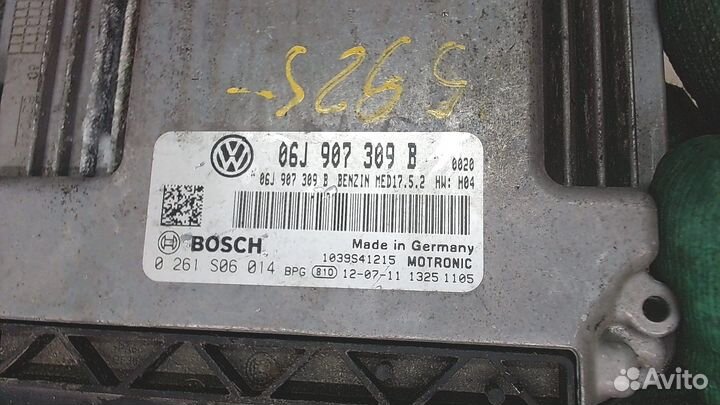 5925-
06J 907 309 B 0020
06J 907 309 B BENZIN MED17.5.2 HW: H04
BOSCH Made in Germany
1039S41215 MOTRONIC
0 261 S06 014 BPG 810 12-07-11 1325 1105
Avito